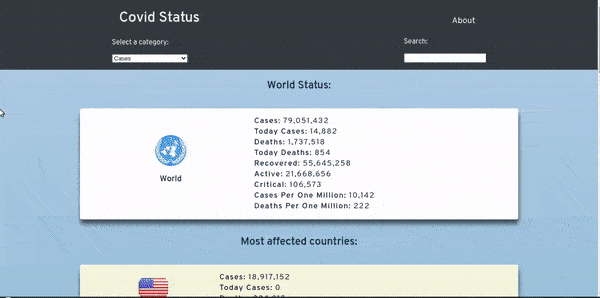 Covid Status
About
Select a category:
Search:
Cases
World Status:
Cases: 79,051,432
Today Cases: 14,882
Deaths: 1,737,518
Today Deaths: 854
Recovered: 55,645,258
Active: 21,668,656
Critical: 106,573
Cases Per One Million: 10,142
Deaths Per One Million: 222
World
Most affected countries:
Cases: 18,917,152
Today Cases: 0